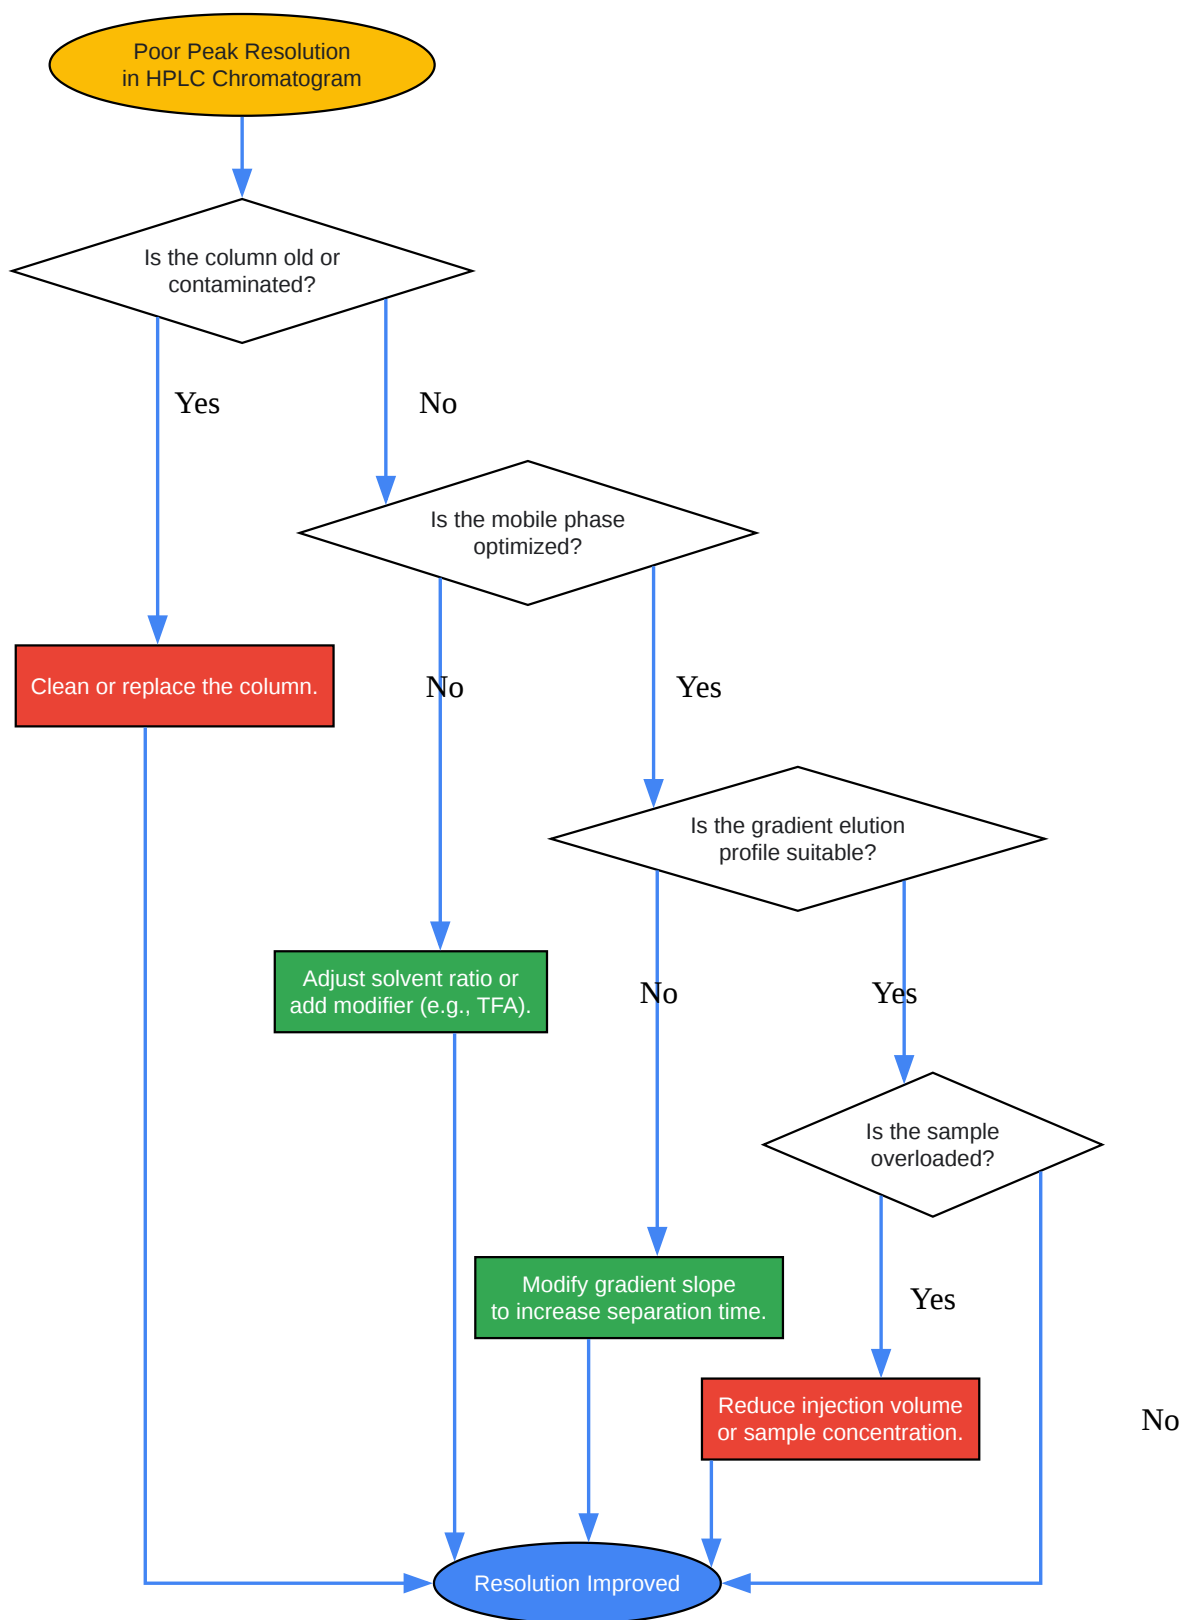 Poor Peak Resolution
in HPLC Chromatogram
Is the column old or
contaminated?
Yes
No
Is the mobile phase
optimized?
Clean or replace the column.
No
Yes
Is the gradient elution
profile suitable?
Adjust solvent ratio or
add modifier (e.g., TFA).
No
Yes
Is the sample
overloaded?
Modify gradient slope
to increase separation time.
Yes
Reduce injection volume
or sample concentration.
No
Resolution Improved